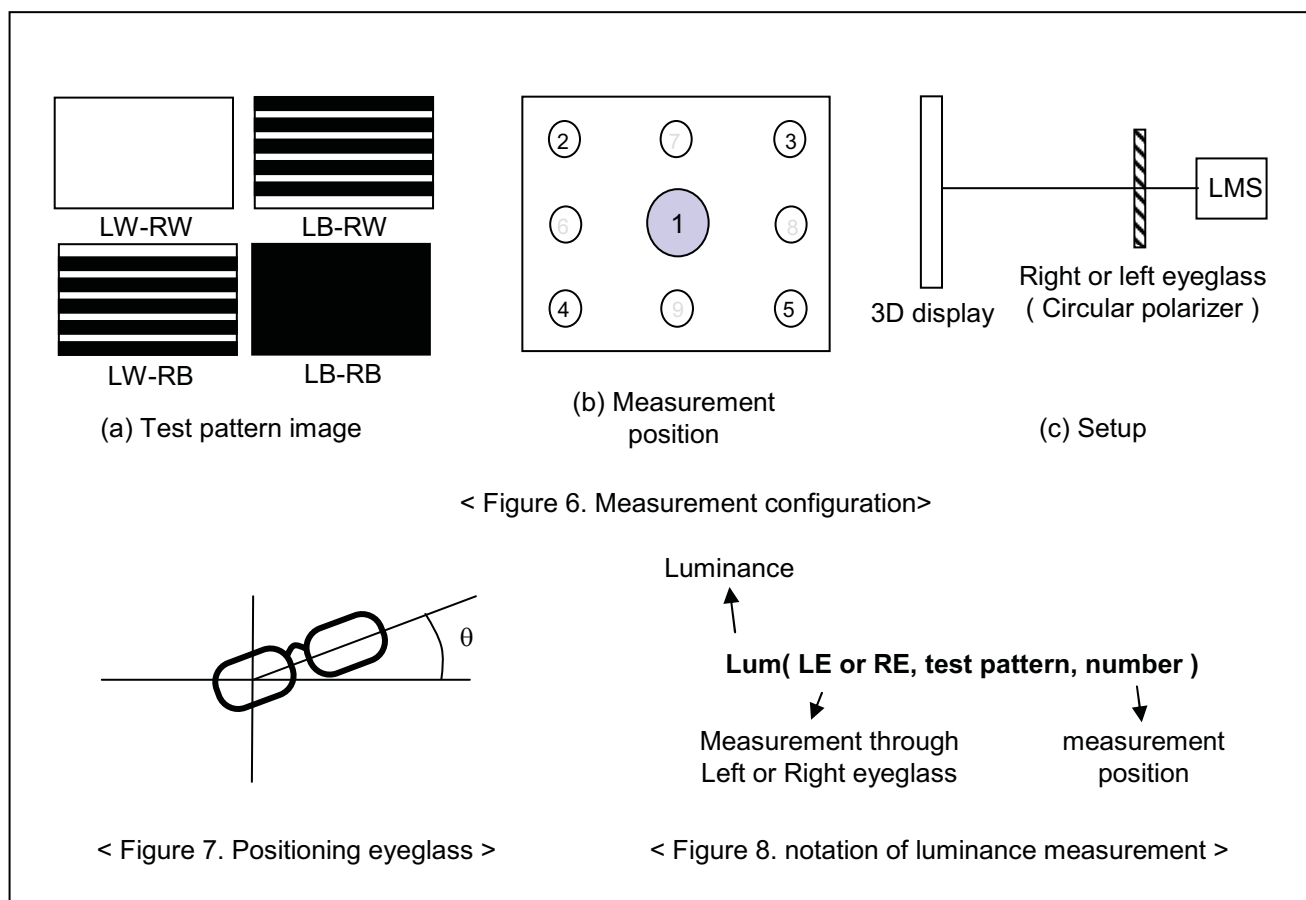 LW-RW
LB-RW
LW-RB
LB-RB
(a) Test pattern image
2
7
3
6
1
8
4
9
5
(b) Measurement
position
LMS
3D display
Right or left eyeglass
( Circular polarizer )
(c) Setup
< Figure 6. Measurement configuration>
θ
< Figure 7. Positioning eyeglass >
Luminance
Lum( LE or RE, test pattern, number )
Measurement through
Left or Right eyeglass
measurement
position
< Figure 8. notation of luminance measurement >